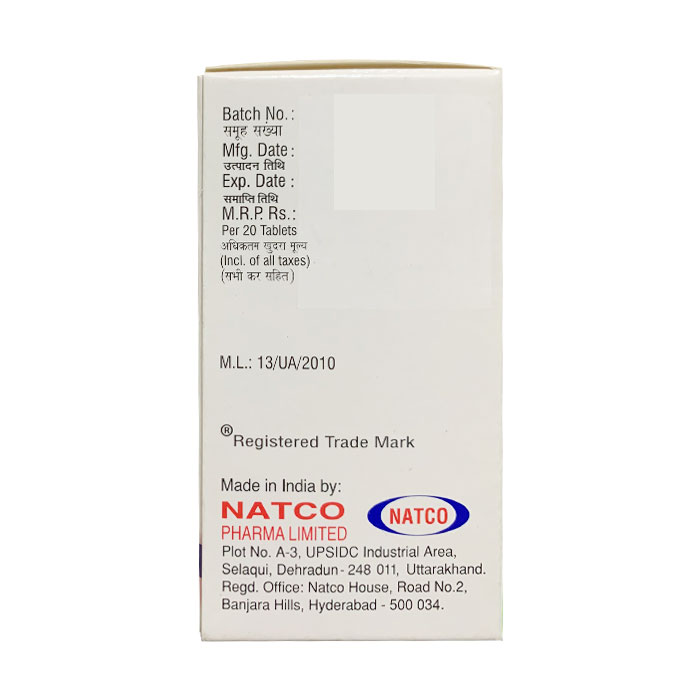 Batch No.:
समूह संख्या
Mfg. Date :
उत्पादन तिथि
Exp. Date :
समाप्ति तिथि
M.R.P. Rs.:
Per 20 Tablets
अधिकतम खुदरा मूल्य
(Incl. of all taxes)
(सभी कर सहित)
M.L.: 13/UA/2010
®Registered Trade Mark
Made in India by:
NATCO
PHARMA LIMITED
NATCO
Plot No. A-3, UPSIDC Industrial Area,
Selaqui, Dehradun - 248 011, Uttarakhand.
Regd. Office: Natco House, Road No.2,
Banjara Hills, Hyderabad - 500 034.